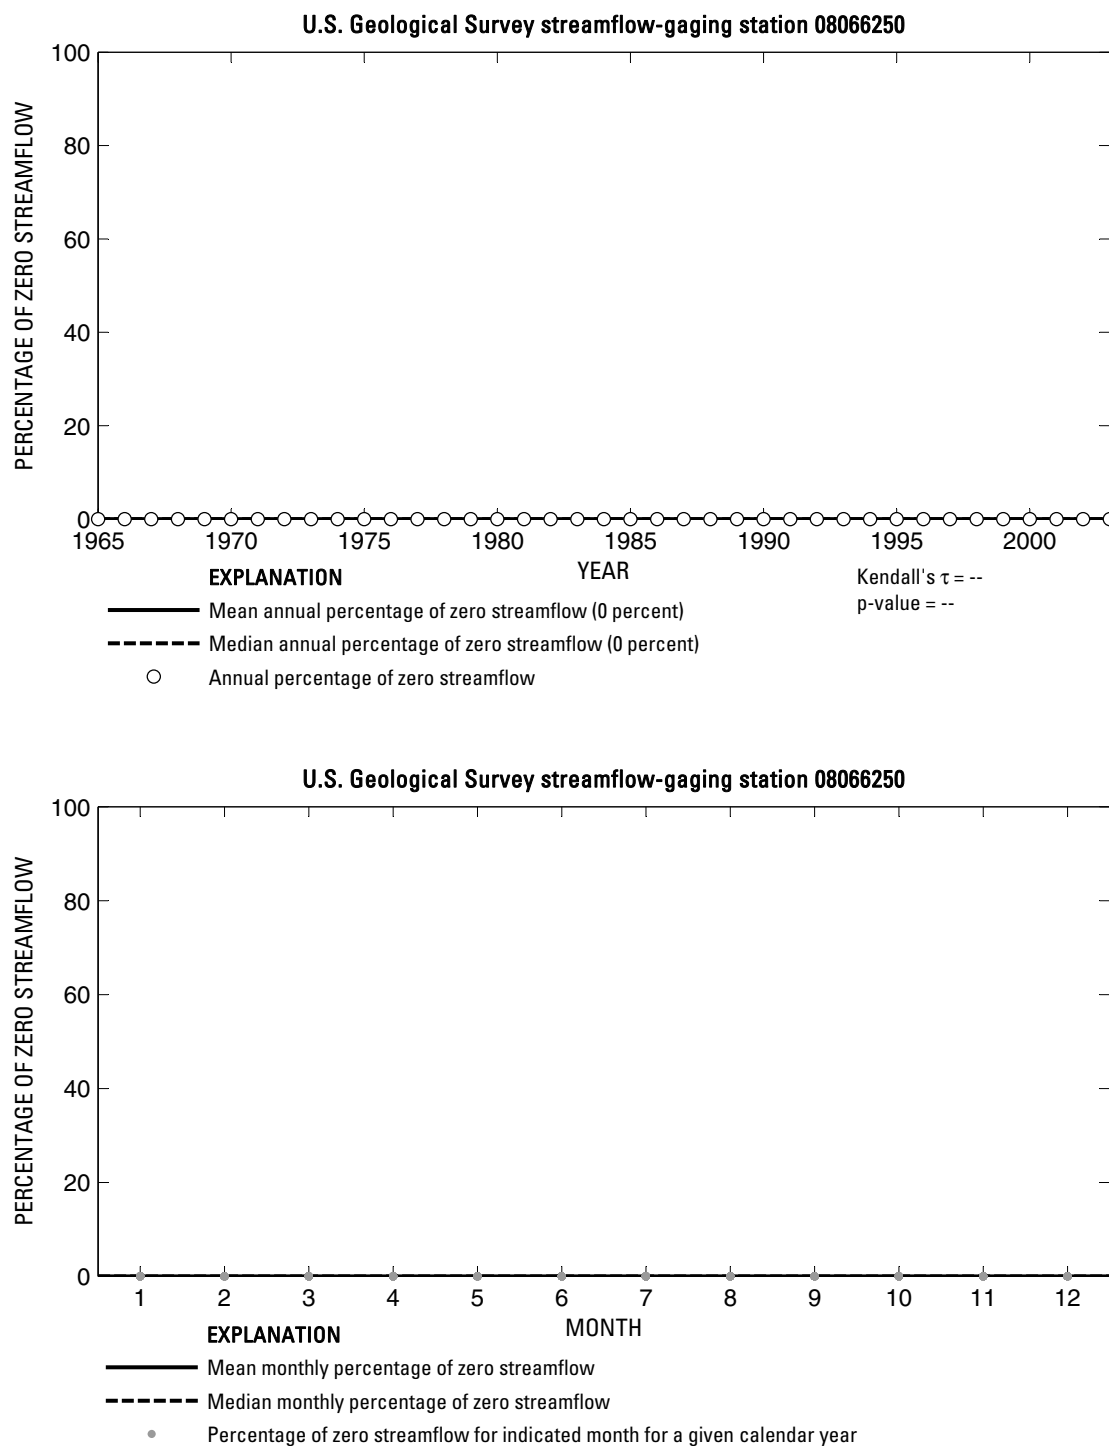 U.S. Geological Survey streamflow-gaging station 08066250
PERCENTAGE OF ZERO STREAMFLOW
100
80
60
40
20
0
1965 1970 1975 1980 1985 1990 1995 2000
YEAR
EXPLANATION
Mean annual percentage of zero streamflow (0 percent)
Median annual percentage of zero streamflow (0 percent)
Annual percentage of zero streamflow
Kendall's τ = --
p-value = --
U.S. Geological Survey streamflow-gaging station 08066250
PERCENTAGE OF ZERO STREAMFLOW
100
80
60
40
20
0
1 2 3 4 5 6 7 8 9 10 11 12
MONTH
EXPLANATION
Mean monthly percentage of zero streamflow
Median monthly percentage of zero streamflow
Percentage of zero streamflow for indicated month for a given calendar year